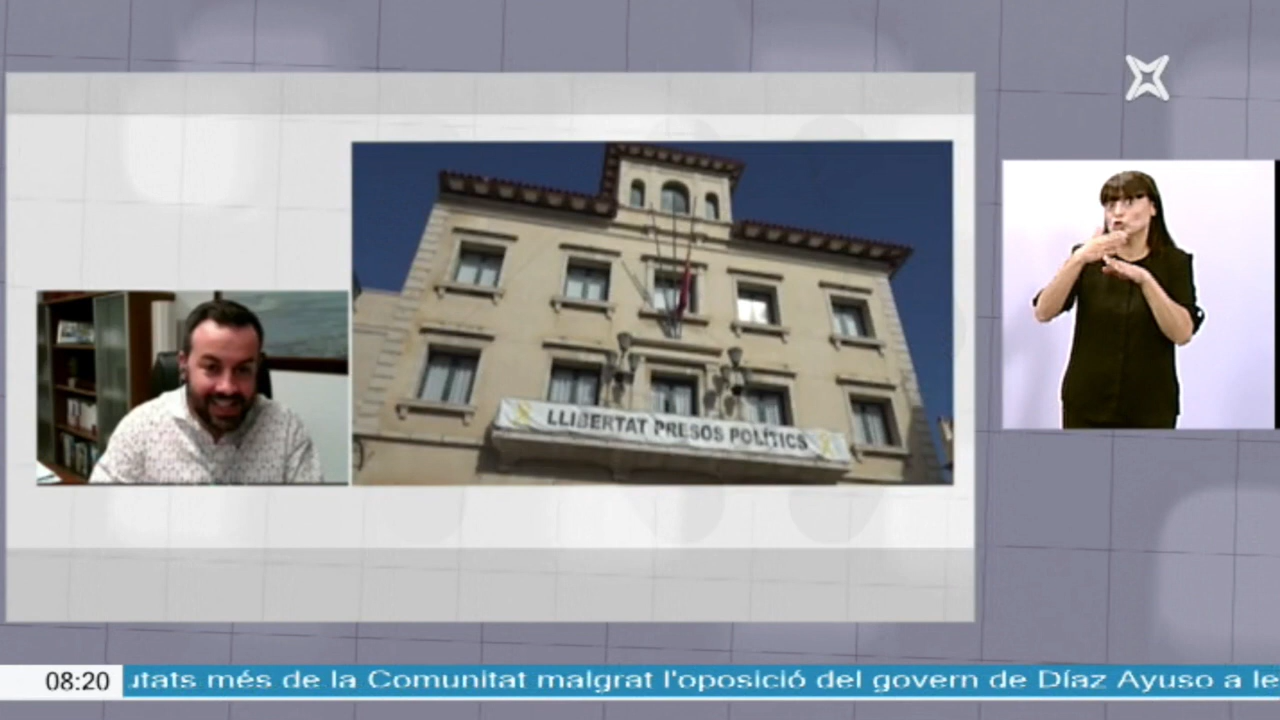 LLIBERTAT PRESOS POLÍTICS
08:20
utats més de la Comunitat malgrat l'oposició del govern de Díaz Ayuso a le